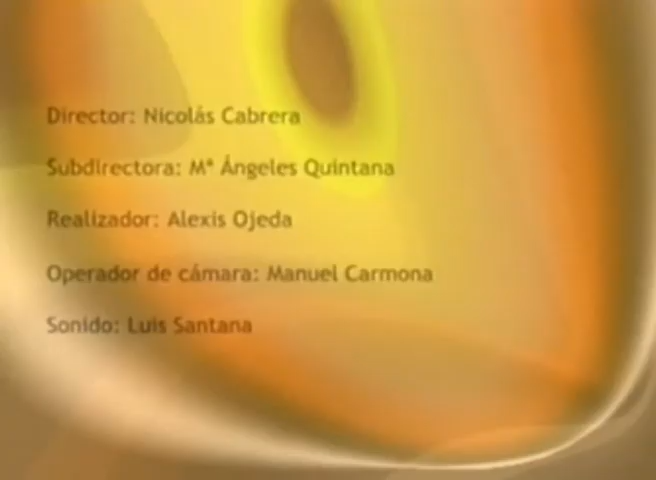 Director: Nicolás Cabrera
Subdirectora: Mª Ángeles Quintana
Realizador: Alexis Ojeda
Operador de cámara: Manuel Carmona
Sonido: Luis Santana